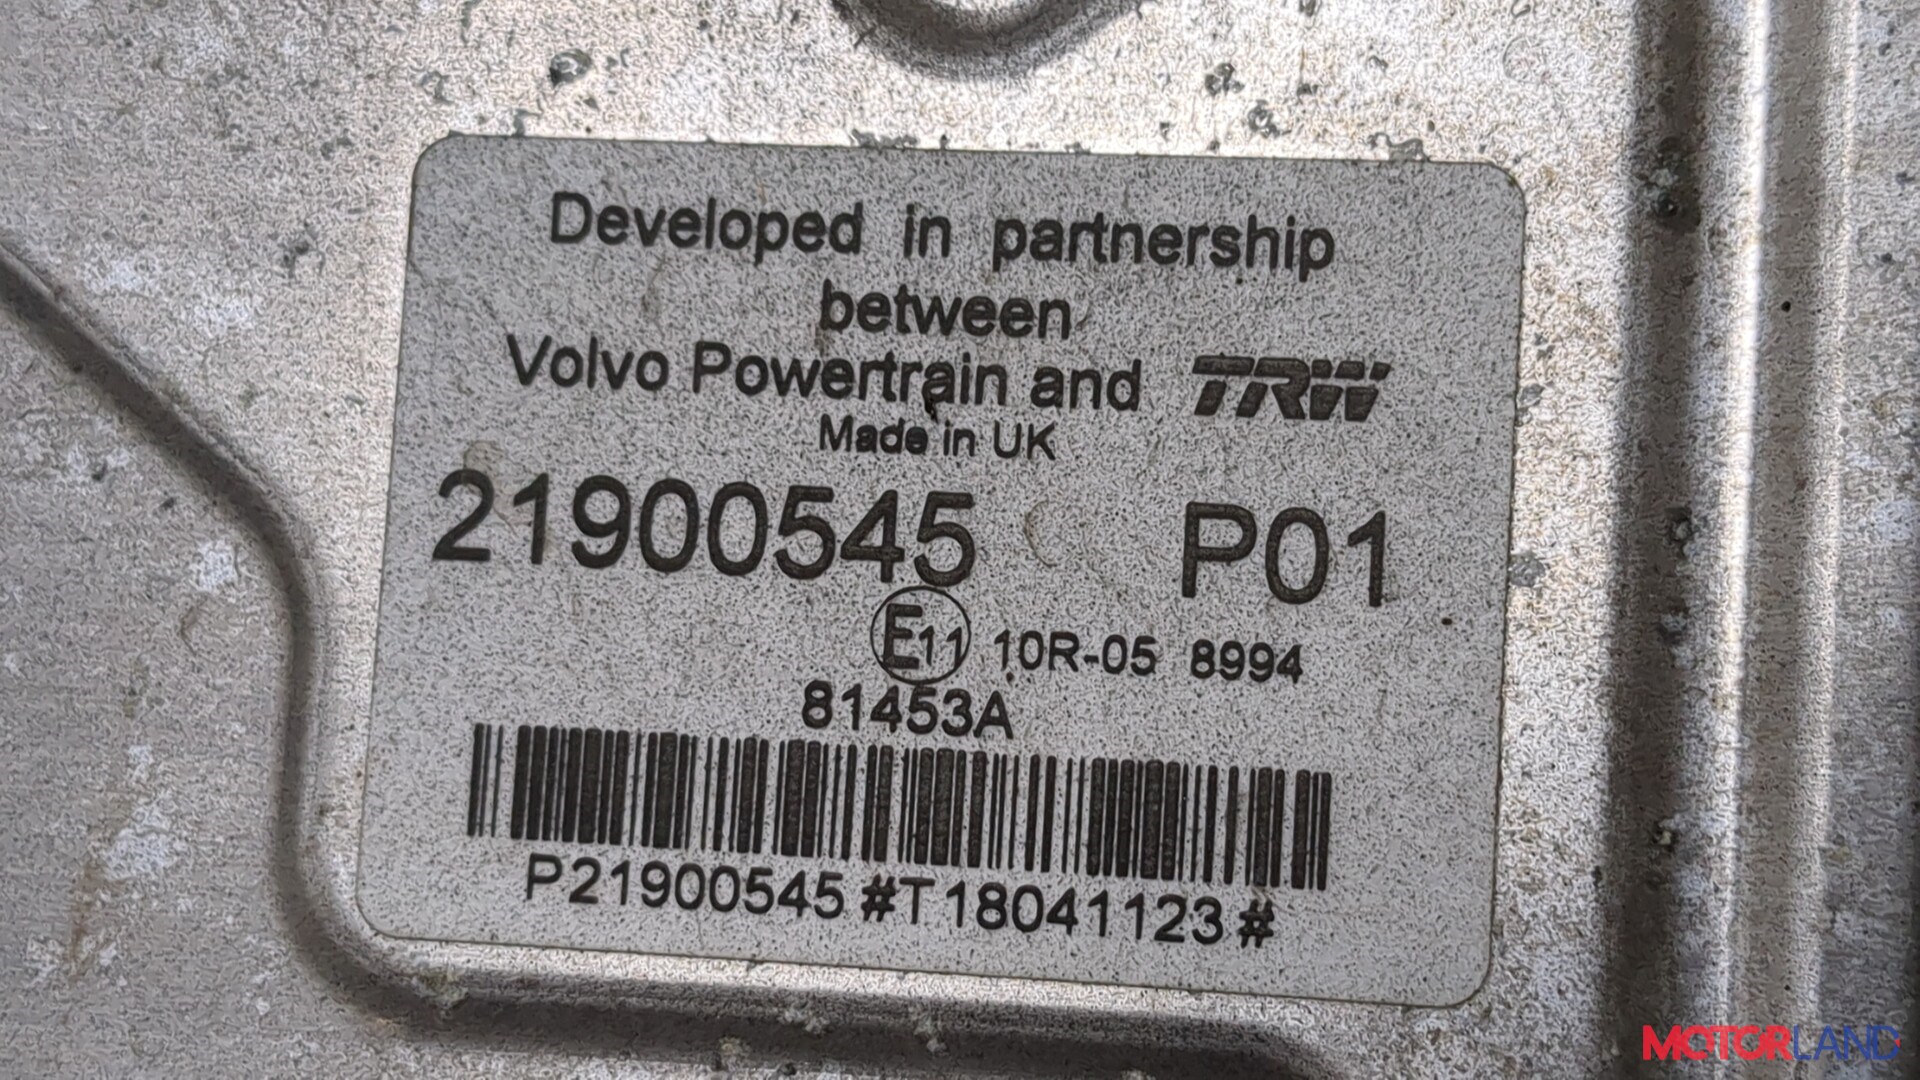 Developed in partnership
between
Volvo Powertrain and TRW
Made in UK
21900545 P01
E11 10R-05 8994
81453A
P21900545#T18041123#
MOTORLAND